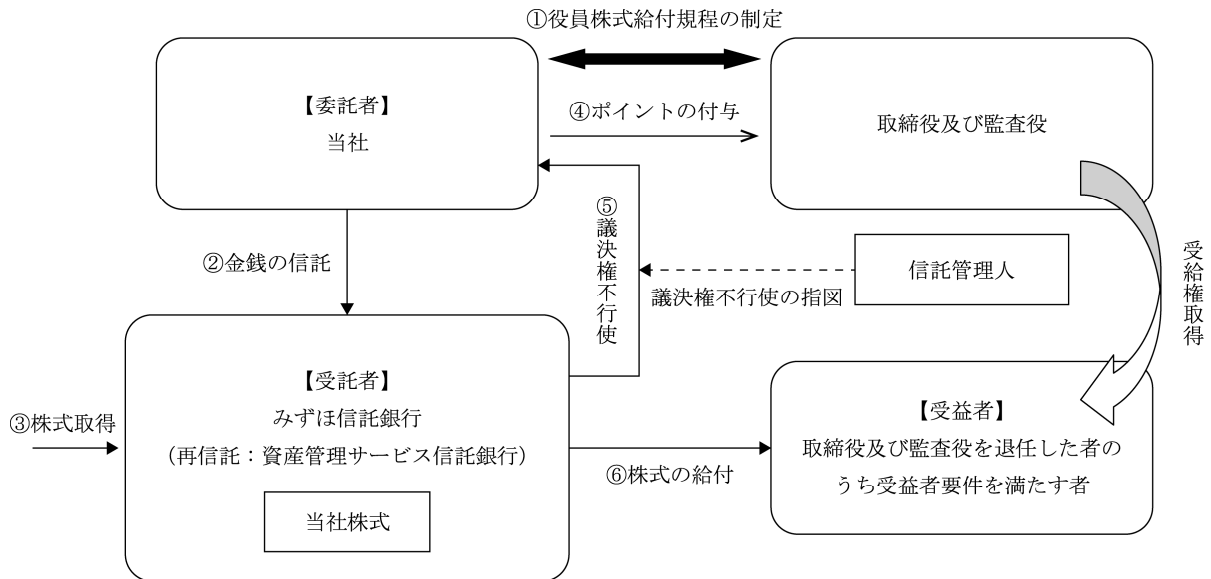 ①役員株式給付規程の制定
【委託者】
当社
④ポイントの付与
取締役及び監査役
②金銭の信託
⑤議決権不行使
議決権不行使の指図
信託管理人
受給権取得
③株式取得
【受託者】
みずほ信託銀行
（再信託：資産管理サービス信託銀行）
当社株式
⑥株式の給付
【受益者】
取締役及び監査役を退任した者の
うち受益者要件を満たす者